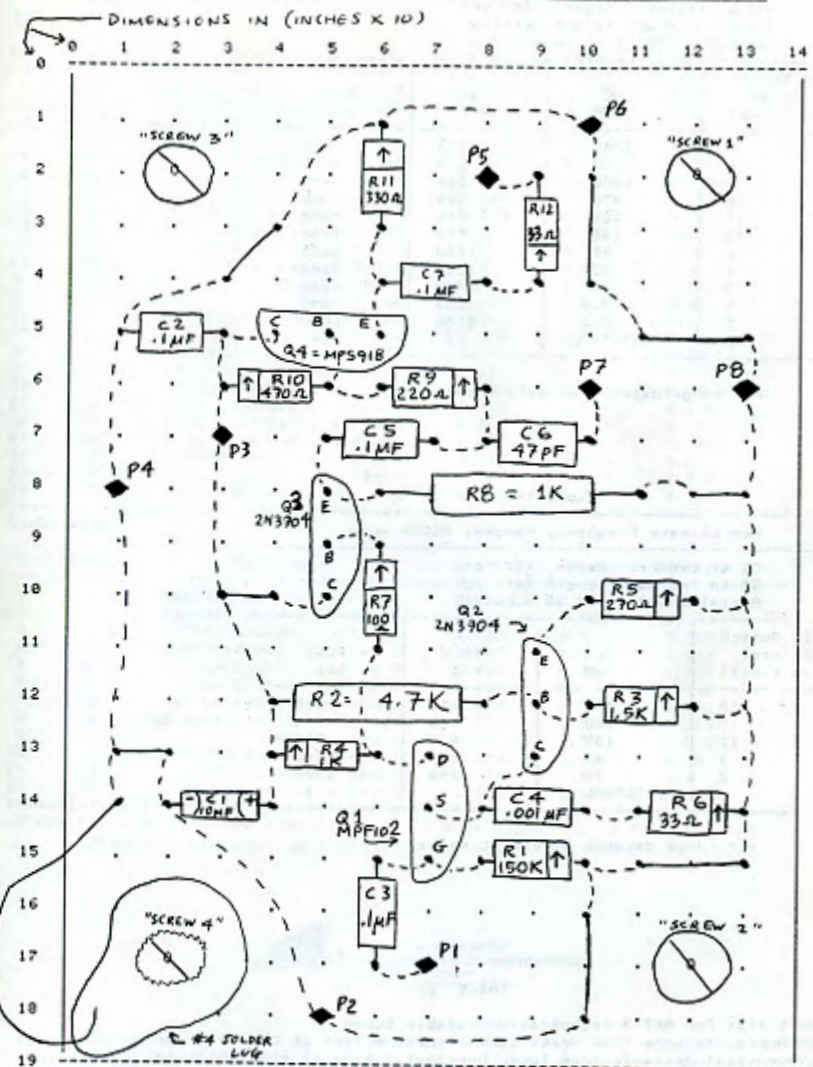 DIMENSIONS IN (INCHES X 10)
0 1 2 3 4 5 6 7 8 9 10 11 12 13 14
0
1
P6
"SCREW 3"
"SCREW 1"
2
↑
R11
330Ω
P5
R12
33Ω
↑
3
4
C7
.1MF
5
C2
.1MF
C B E
Q4=MPS918
6
↑ R10
470Ω
R9 ↑
220Ω
P7
P8
7
P3
C5
.1MF
C6
47PF
8
P4
R8 = 1K
Q3
2N3904
E
B
C
9
10
↑
R7
100
Ω
R5 ↑
270Ω
Q2
2N3904
11
E
B
C
12
R2= 4.7K
R3 ↑
1.5K
13
↑ R4
1K
D
S
G
14
-) C1 (+
10MF
C4
.001MF
R6 ↑
33Ω
Q1
MPF102
15
R1 ↑
150K
16
C3
.1MF
"SCREW 4"
"SCREW 2"
17
P1
18
P2
#4 SOLDER
LUG
19